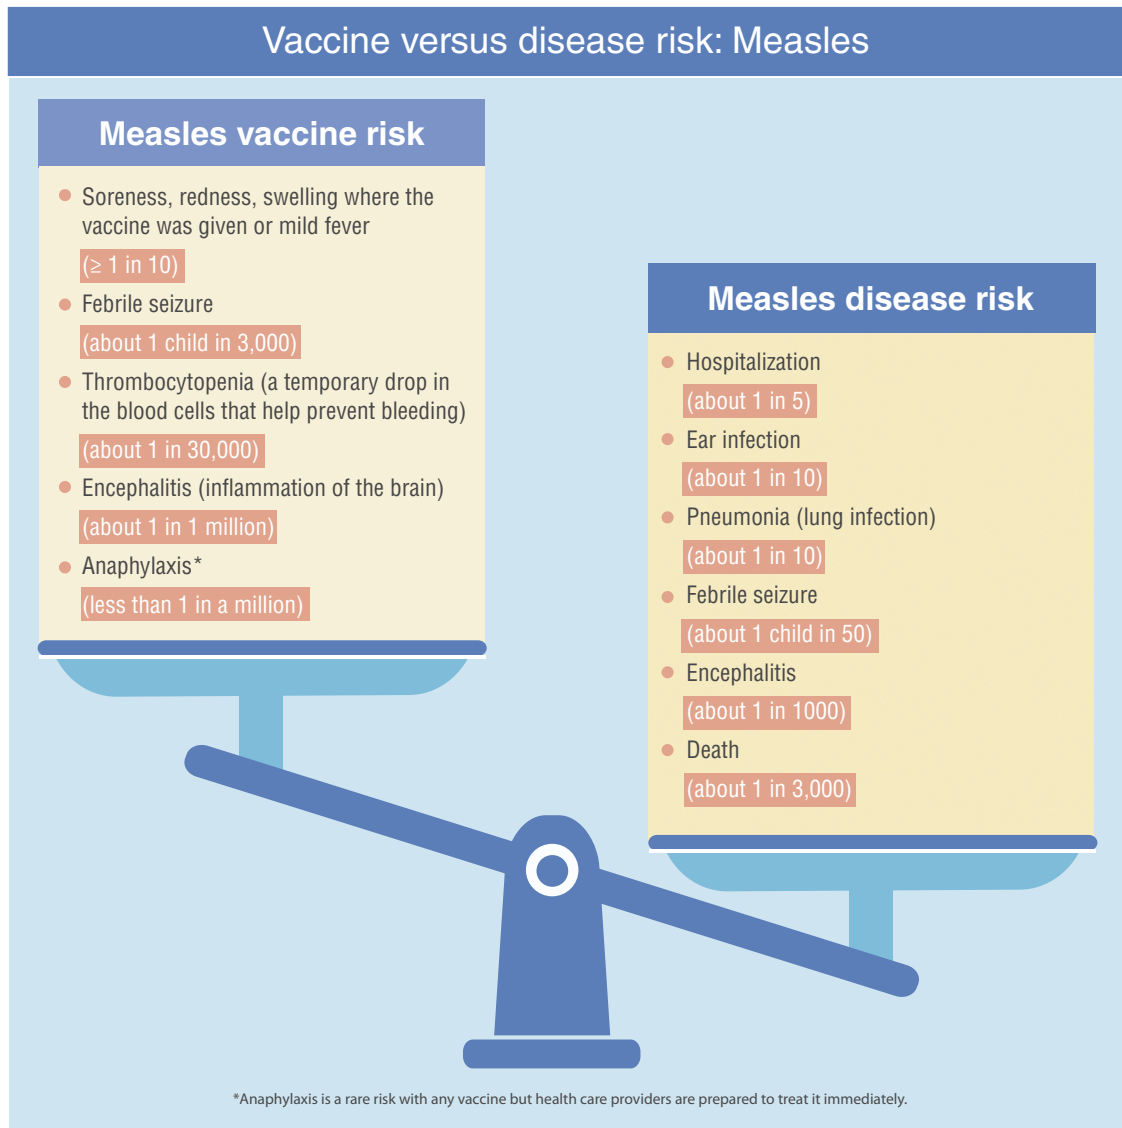 Vaccine versus disease risk: Measles
Measles vaccine risk
Soreness, redness, swelling where the
vaccine was given or mild fever
(≥ 1 in 10)
Febrile seizure
(about 1 child in 3,000)
Thrombocytopenia (a temporary drop in
the blood cells that help prevent bleeding)
(about 1 in 30,000)
Encephalitis (inflammation of the brain)
(about 1 in 1 million)
Anaphylaxis*
(less than 1 in a million)
Measles disease risk
Hospitalization
(about 1 in 5)
Ear infection
(about 1 in 10)
Pneumonia (lung infection)
(about 1 in 10)
Febrile seizure
(about 1 child in 50)
Encephalitis
(about 1 in 1000)
Death
(about 1 in 3,000)
*Anaphylaxis is a rare risk with any vaccine but health care providers are prepared to treat it immediately.